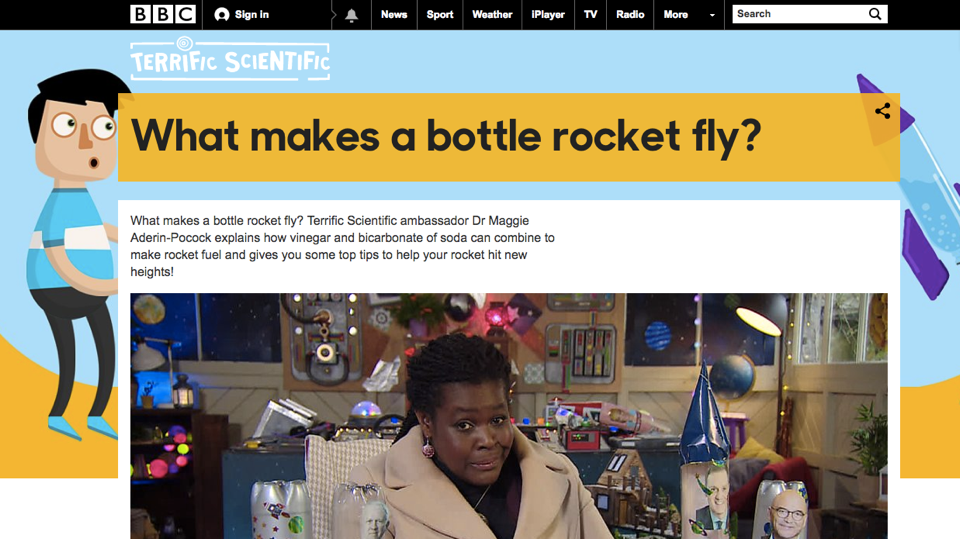 BBC Sign in News Sport Weather iPlayer TV Radio More Search
TERRIFIC SCIENTIFIC
What makes a bottle rocket fly?
What makes a bottle rocket fly? Terrific Scientific ambassador Dr Maggie
Aderin-Pocock explains how vinegar and bicarbonate of soda can combine to
make rocket fuel and gives you some top tips to help your rocket hit new
heights!